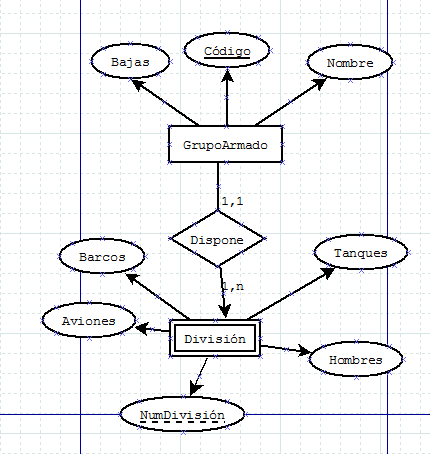 Bajas
Código
Nombre
GrupoArmado
1,1
Dispone
Barcos
Tanques
1,n
Aviones
División
Hombres
NumDivisión